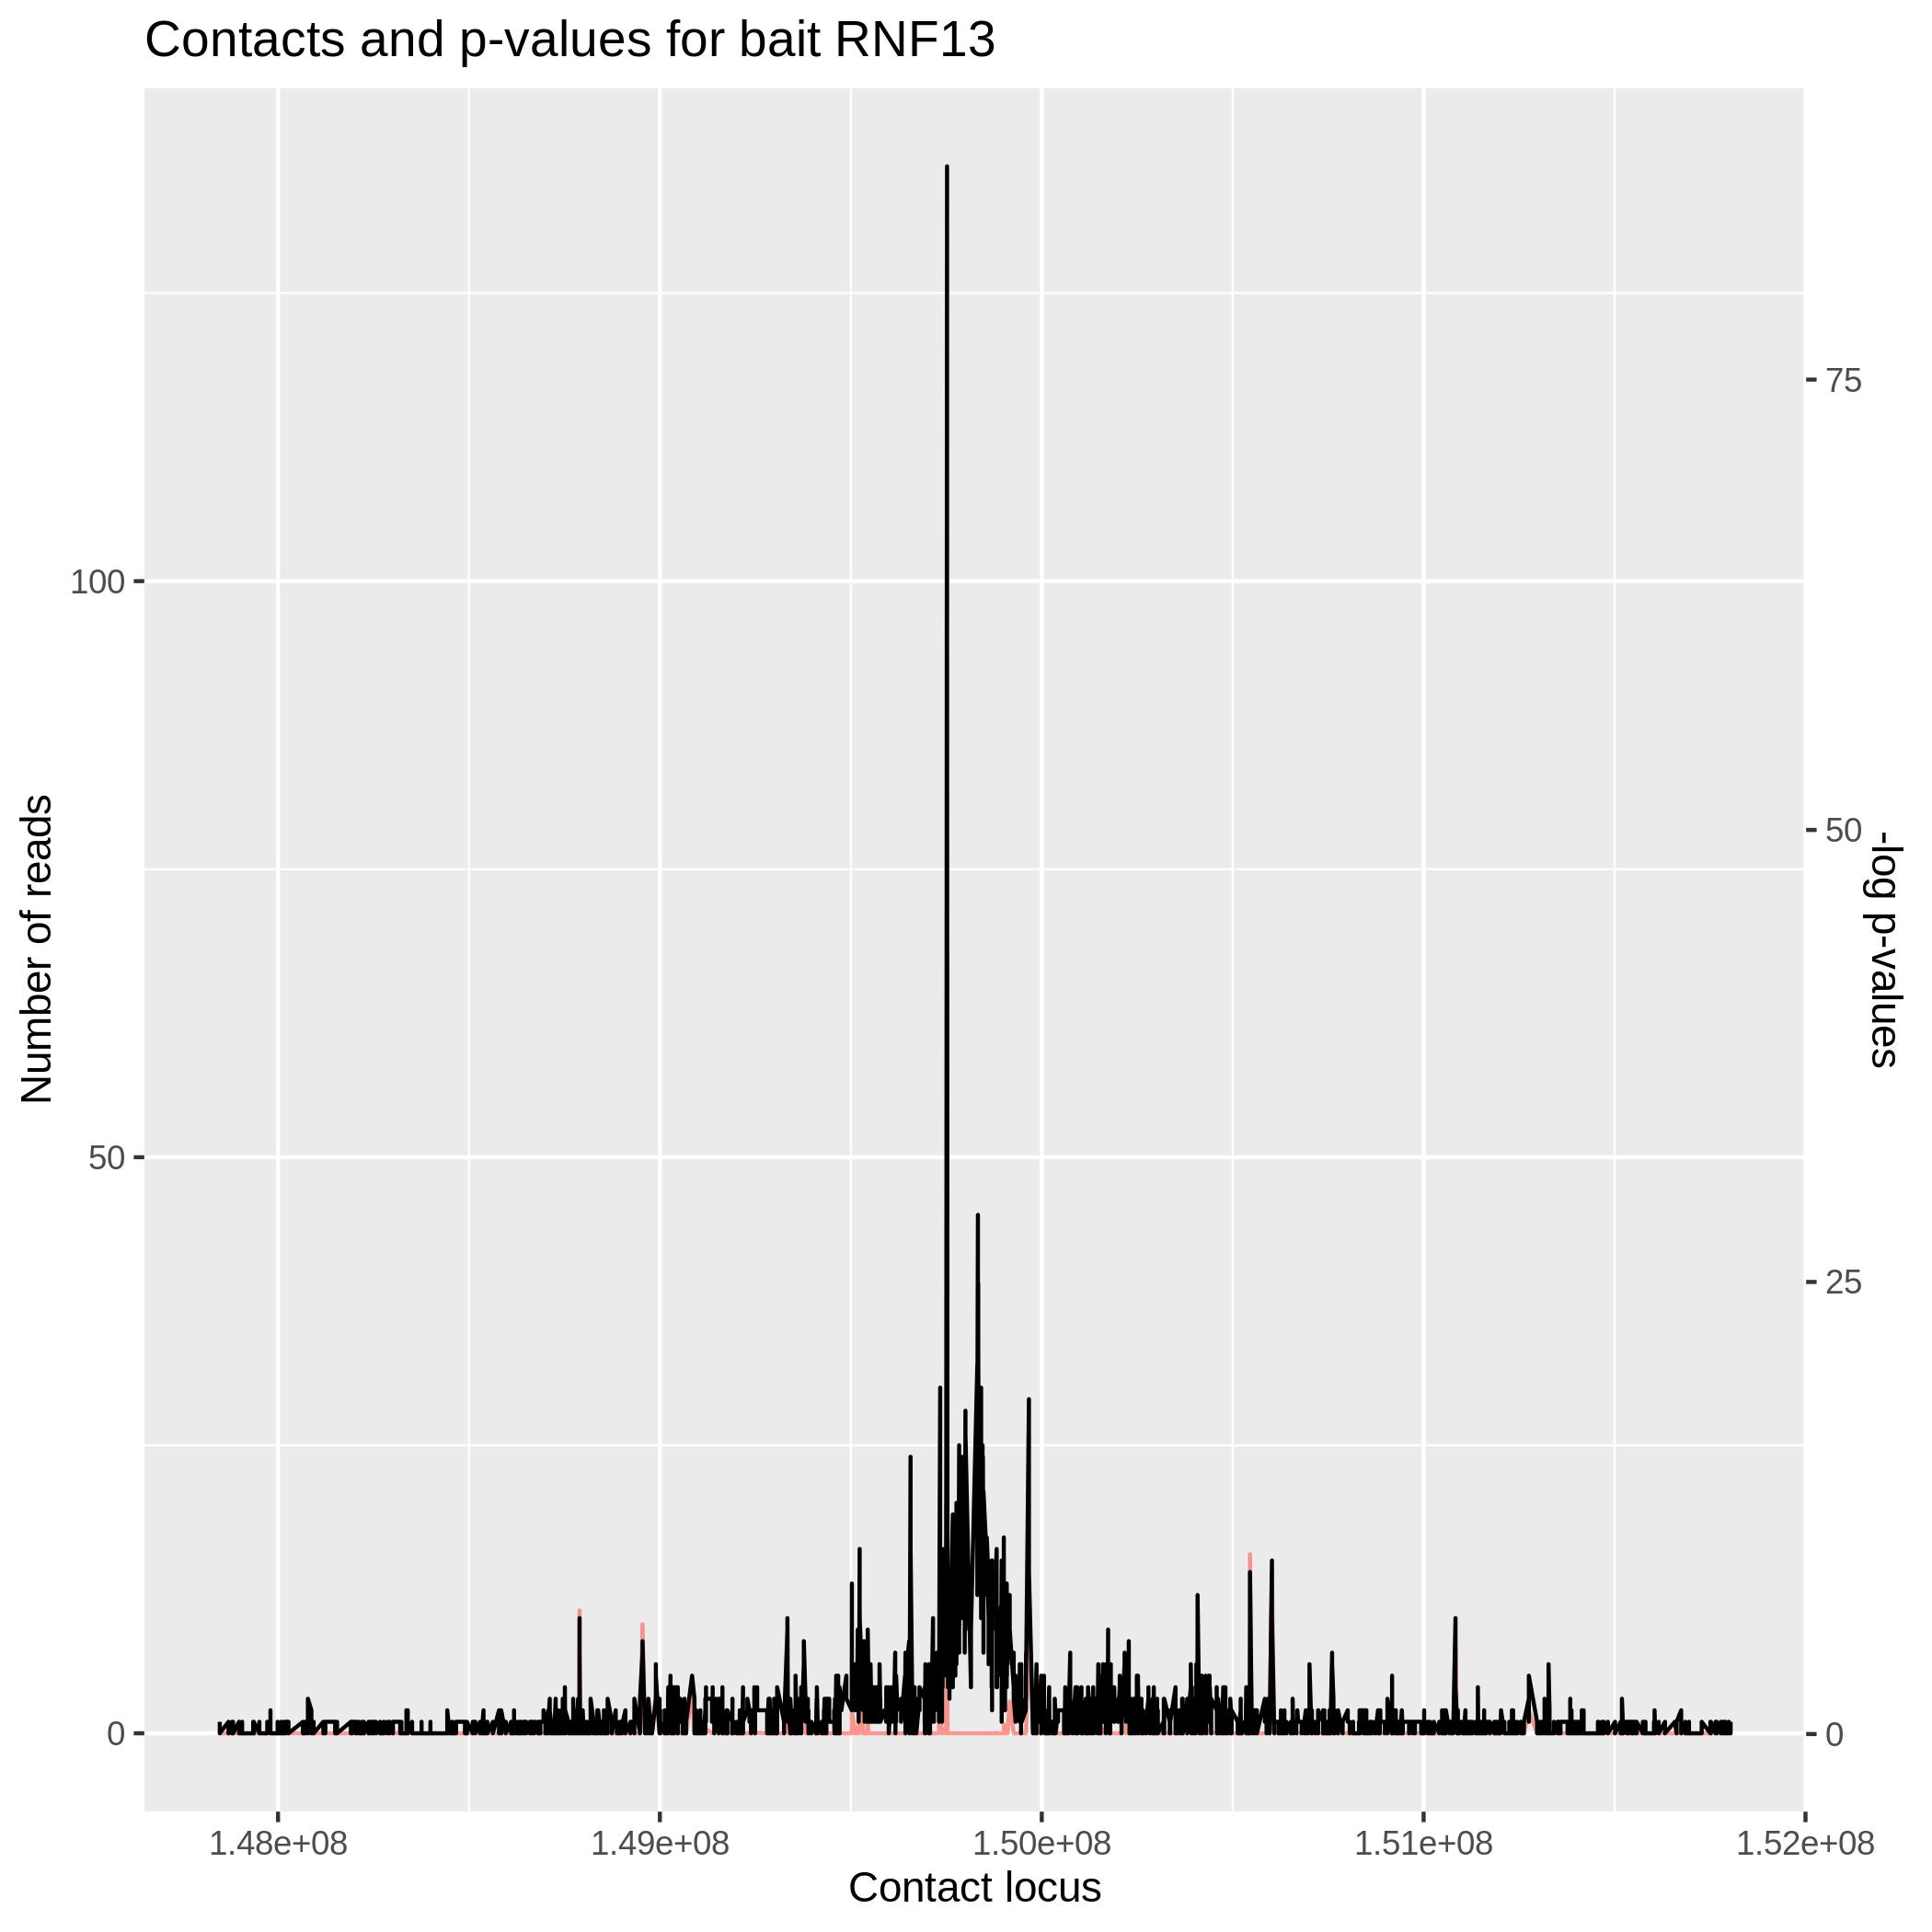 Contacts and p-values for bait RNF13
Number of reads
100
50
0
75
50
25
0
-log p-values
1.48e+08
1.49e+08
1.50e+08
1.51e+08
1.52e+08
Contact locus